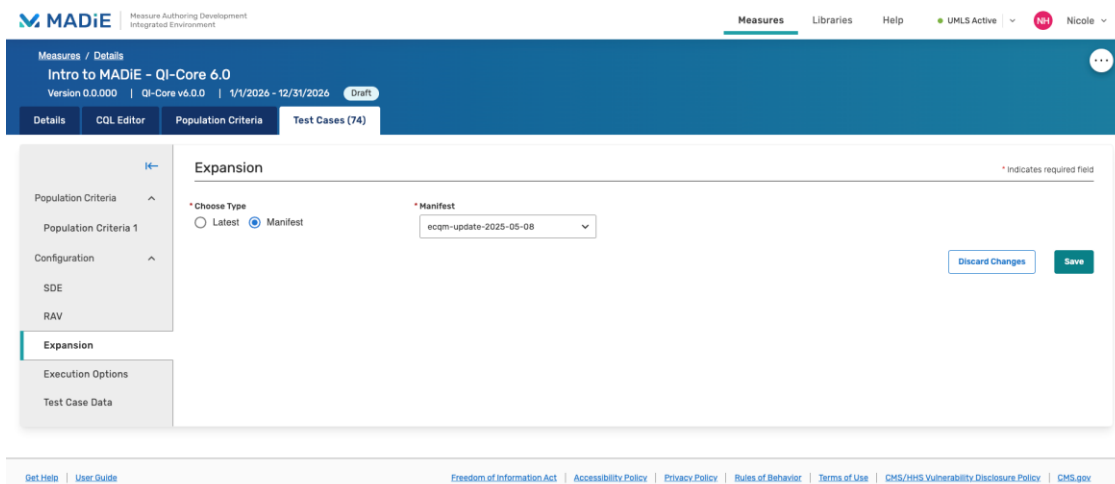 MADiE
Measure Authoring Development
Integrated Environment
Measures Libraries Help UMLS Active NH Nicole
Measures / Details
Intro to MADiE - QI-Core 6.0
Version 0.0.000 | QI-Core v6.0.0 | 1/1/2026 - 12/31/2026 Draft
Details CQL Editor Population Criteria Test Cases (74)
Expansion
* Indicates required field
Population Criteria
Population Criteria 1
Configuration
SDE
RAV
Expansion
Execution Options
Test Case Data
* Choose Type
Latest Manifest
* Manifest
ecqm-update-2025-05-08
Discard Changes Save
Get Help | User Guide
Freedom of Information Act | Accessibility Policy | Privacy Policy | Rules of Behavior | Terms of Use | CMS/HHS Vulnerability Disclosure Policy | CMS.gov